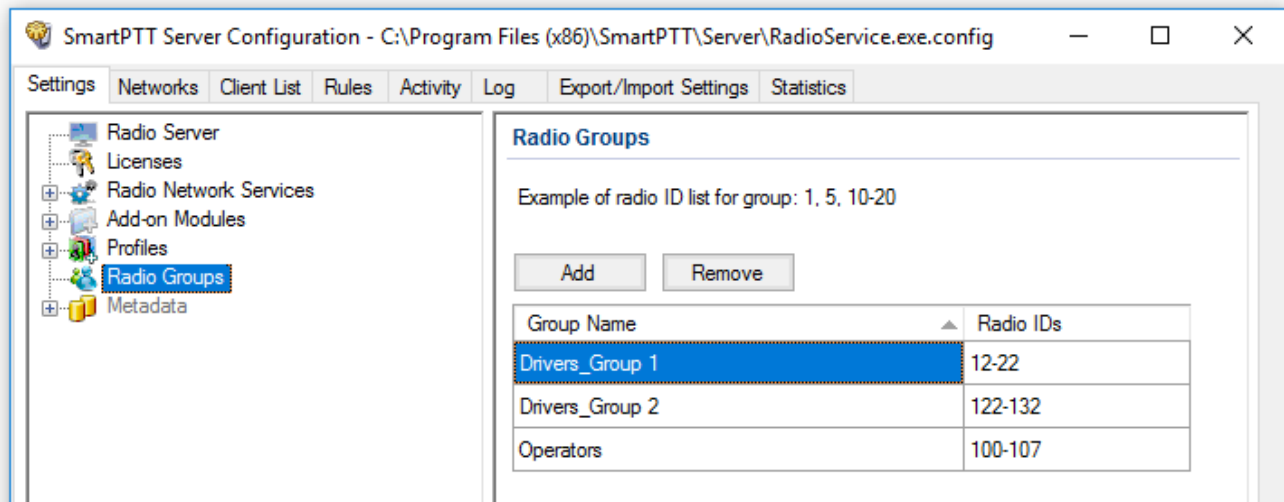 SmartPTT Server Configuration - C:\Program Files (x86)\SmartPTT\Server\RadioService.exe.config
Settings Networks Client List Rules Activity Log Export/Import Settings Statistics
Radio Server
Licenses
Radio Network Services
Add-on Modules
Profiles
Radio Groups
Metadata
Radio Groups
Example of radio ID list for group: 1, 5, 10-20
Add Remove
Group Name Radio IDs
Drivers_Group 1 12-22
Drivers_Group 2 122-132
Operators 100-107